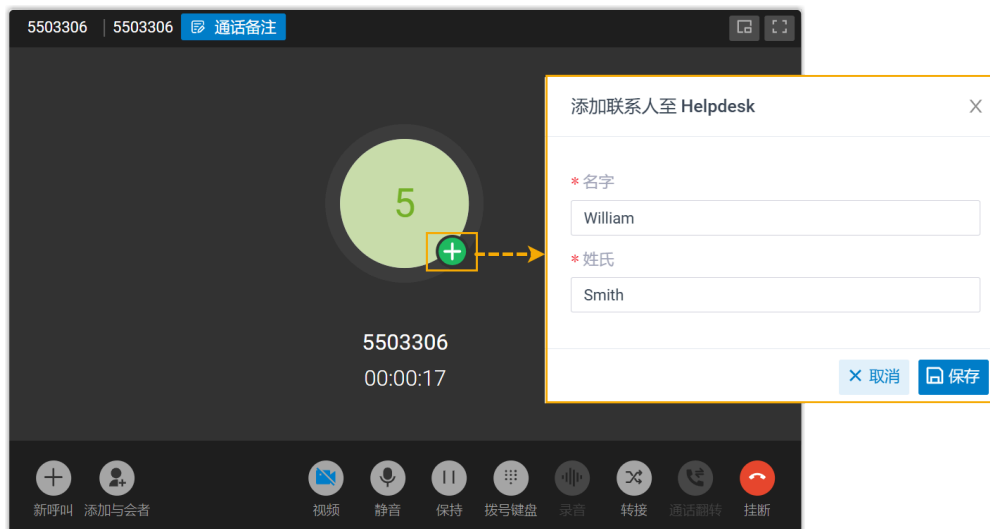 5503306 | 5503306 通话备注
添加联系人至 Helpdesk
* 名字
William
* 姓氏
Smith
取消 保存
5
5503306
00:00:17
新呼叫 添加与会者 视频 静音 保持 拨号键盘 录音 转接 通话翻转 挂断